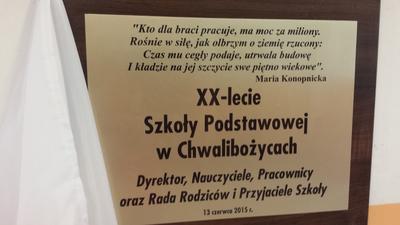 "Kto dla braci pracuje, ma moc za miliony.
Rośnie w siłę, jak olbrzym o ziemię rzucony:
Czas mu cegły podaje, utrwala budowę
I kładzie na jej szczycie swe piętno wiekowe".
Maria Konopnicka
XX-lecie
Szkoły Podstawowej
w Chwalibożycach
Dyrektor, Nauczyciele, Pracownicy
oraz Rada Rodziców i Przyjaciele Szkoły
13 czerwca 2015 r.